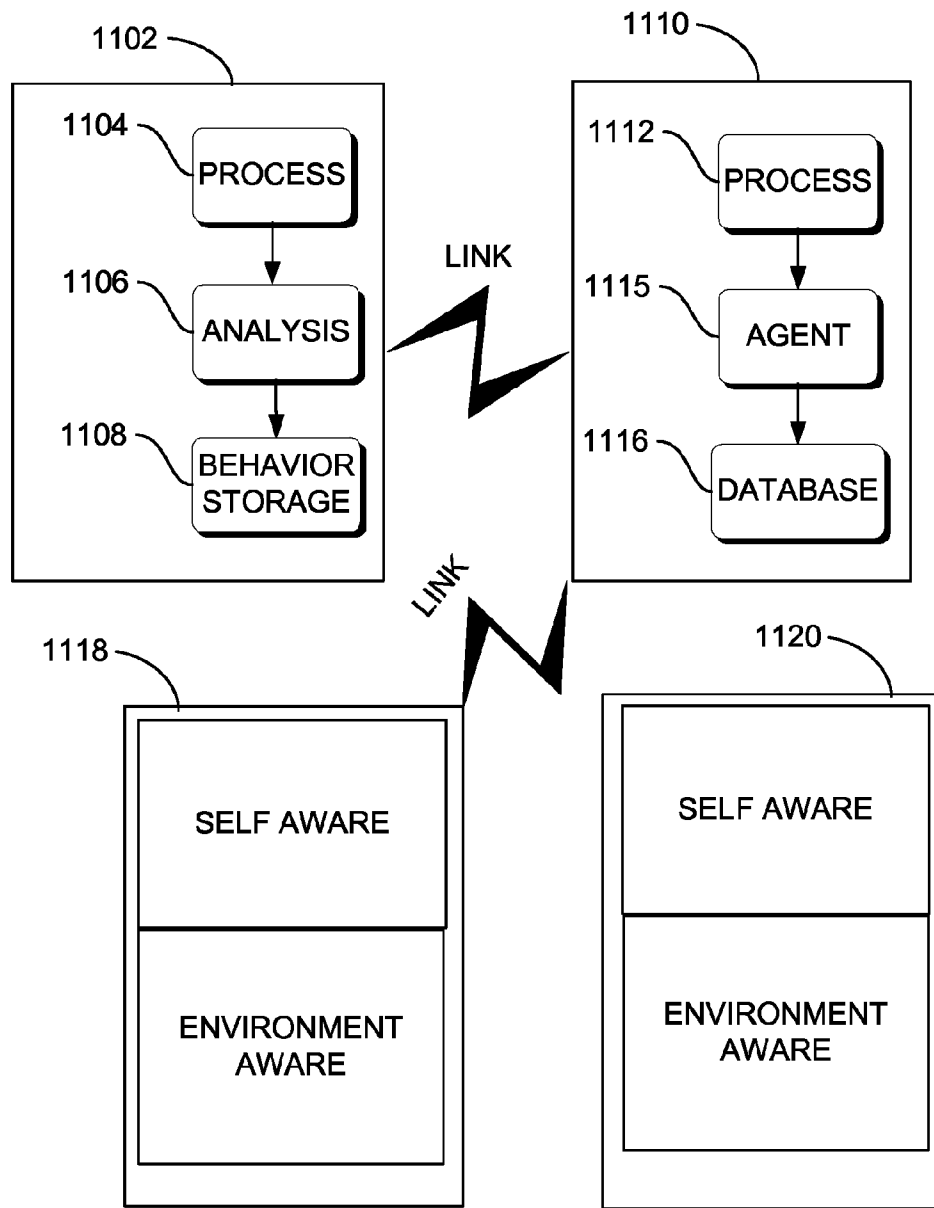 1102
1110
1104
PROCESS
1112
PROCESS
LINK
1106
ANALYSIS
1115
AGENT
1108
BEHAVIOR
STORAGE
1116
DATABASE
LINK
1118
1120
SELF AWARE
SELF AWARE
ENVIRONMENT
AWARE
ENVIRONMENT
AWARE